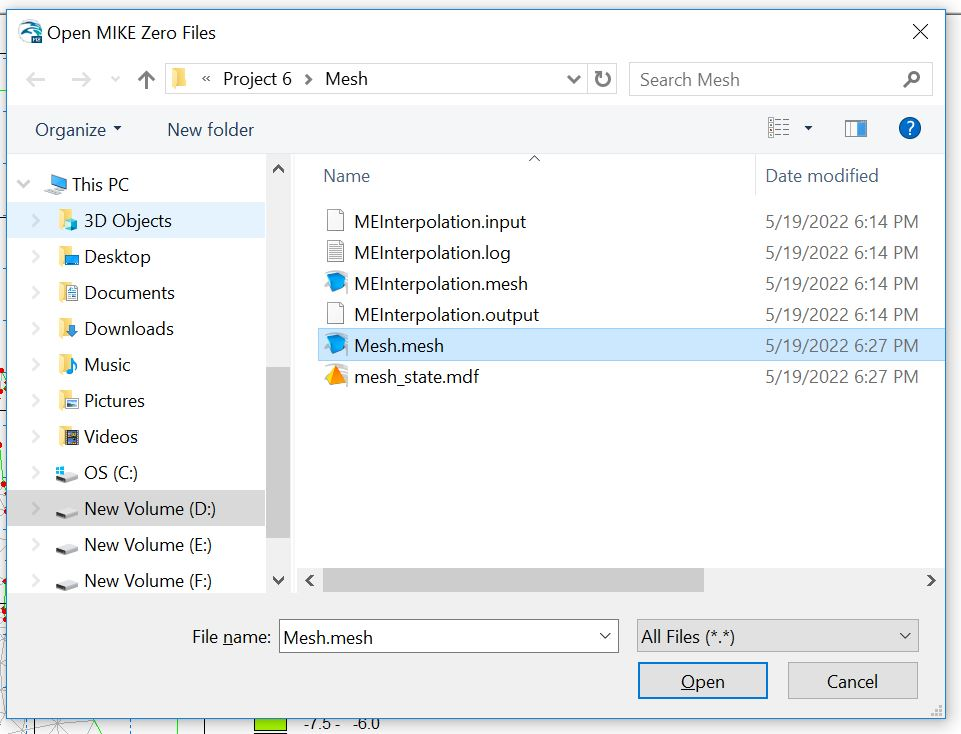 Open MIKE Zero Files
« Project 6 > Mesh
Search Mesh
Organize
New folder
Name
Date modified
This PC
3D Objects
Desktop
Documents
Downloads
Music
Pictures
Videos
OS (C:)
New Volume (D:)
New Volume (E:)
New Volume (F:)
MEInterpolation.input 5/19/2022 6:14 PM
MEInterpolation.log 5/19/2022 6:14 PM
MEInterpolation.mesh 5/19/2022 6:14 PM
MEInterpolation.output 5/19/2022 6:14 PM
Mesh.mesh 5/19/2022 6:27 PM
mesh_state.mdf 5/19/2022 6:27 PM
File name: Mesh.mesh
All Files (*.*)
Open
Cancel
-7.5 - -6.0